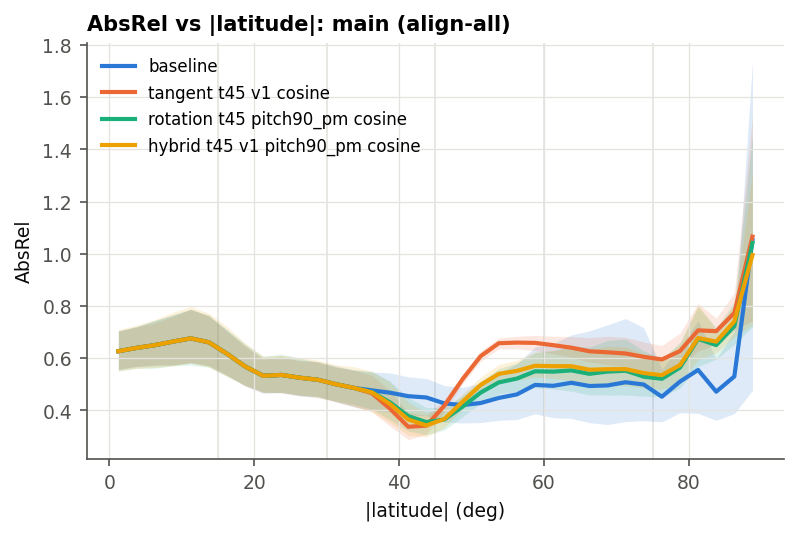 AbsRel vs |latitude|: main (align-all)
1.8
1.6
1.4
1.2
1.0
0.8
0.6
0.4
AbsRel
baseline
tangent t45 v1 cosine
rotation t45 pitch90_pm cosine
hybrid t45 v1 pitch90_pm cosine
0 20 40 60 80
|latitude| (deg)